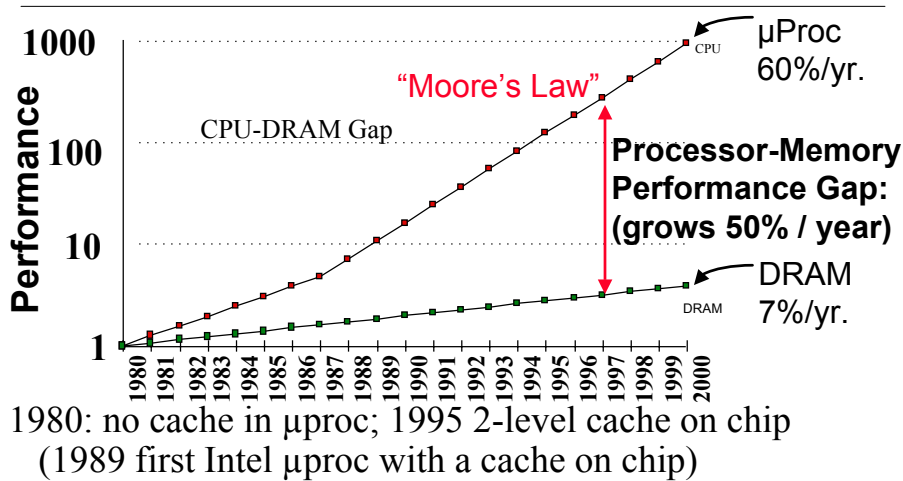 1000
CPU
µProc
60%/yr.
“Moore’s Law”
CPU-DRAM Gap
100
Processor-Memory
Performance Gap:
(grows 50% / year)
Performance
10
DRAM
7%/yr.
DRAM
1
1980
1981
1982
1983
1984
1985
1986
1987
1988
1989
1990
1991
1992
1993
1994
1995
1996
1997
1998
1999
2000
1980: no cache in µproc; 1995 2-level cache on chip
(1989 first Intel µproc with a cache on chip)